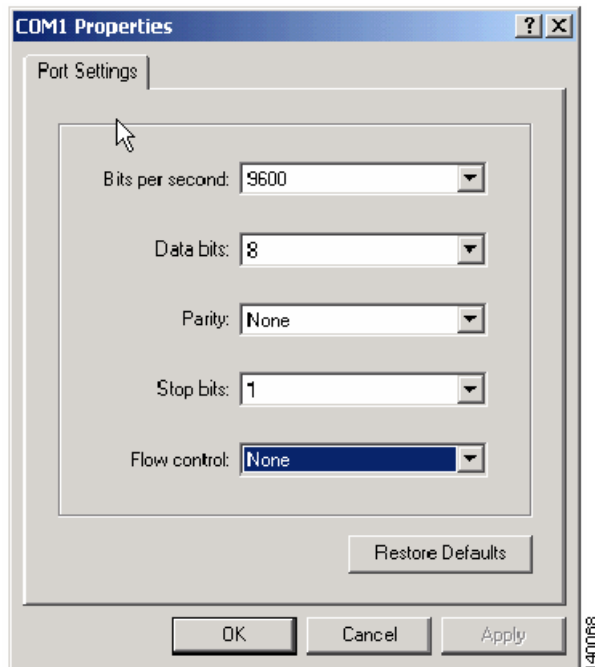 COM1 Properties
Port Settings
Bits per second: 9600
Data bits: 8
Parity: None
Stop bits: 1
Flow control: None
Restore Defaults
OK Cancel Apply